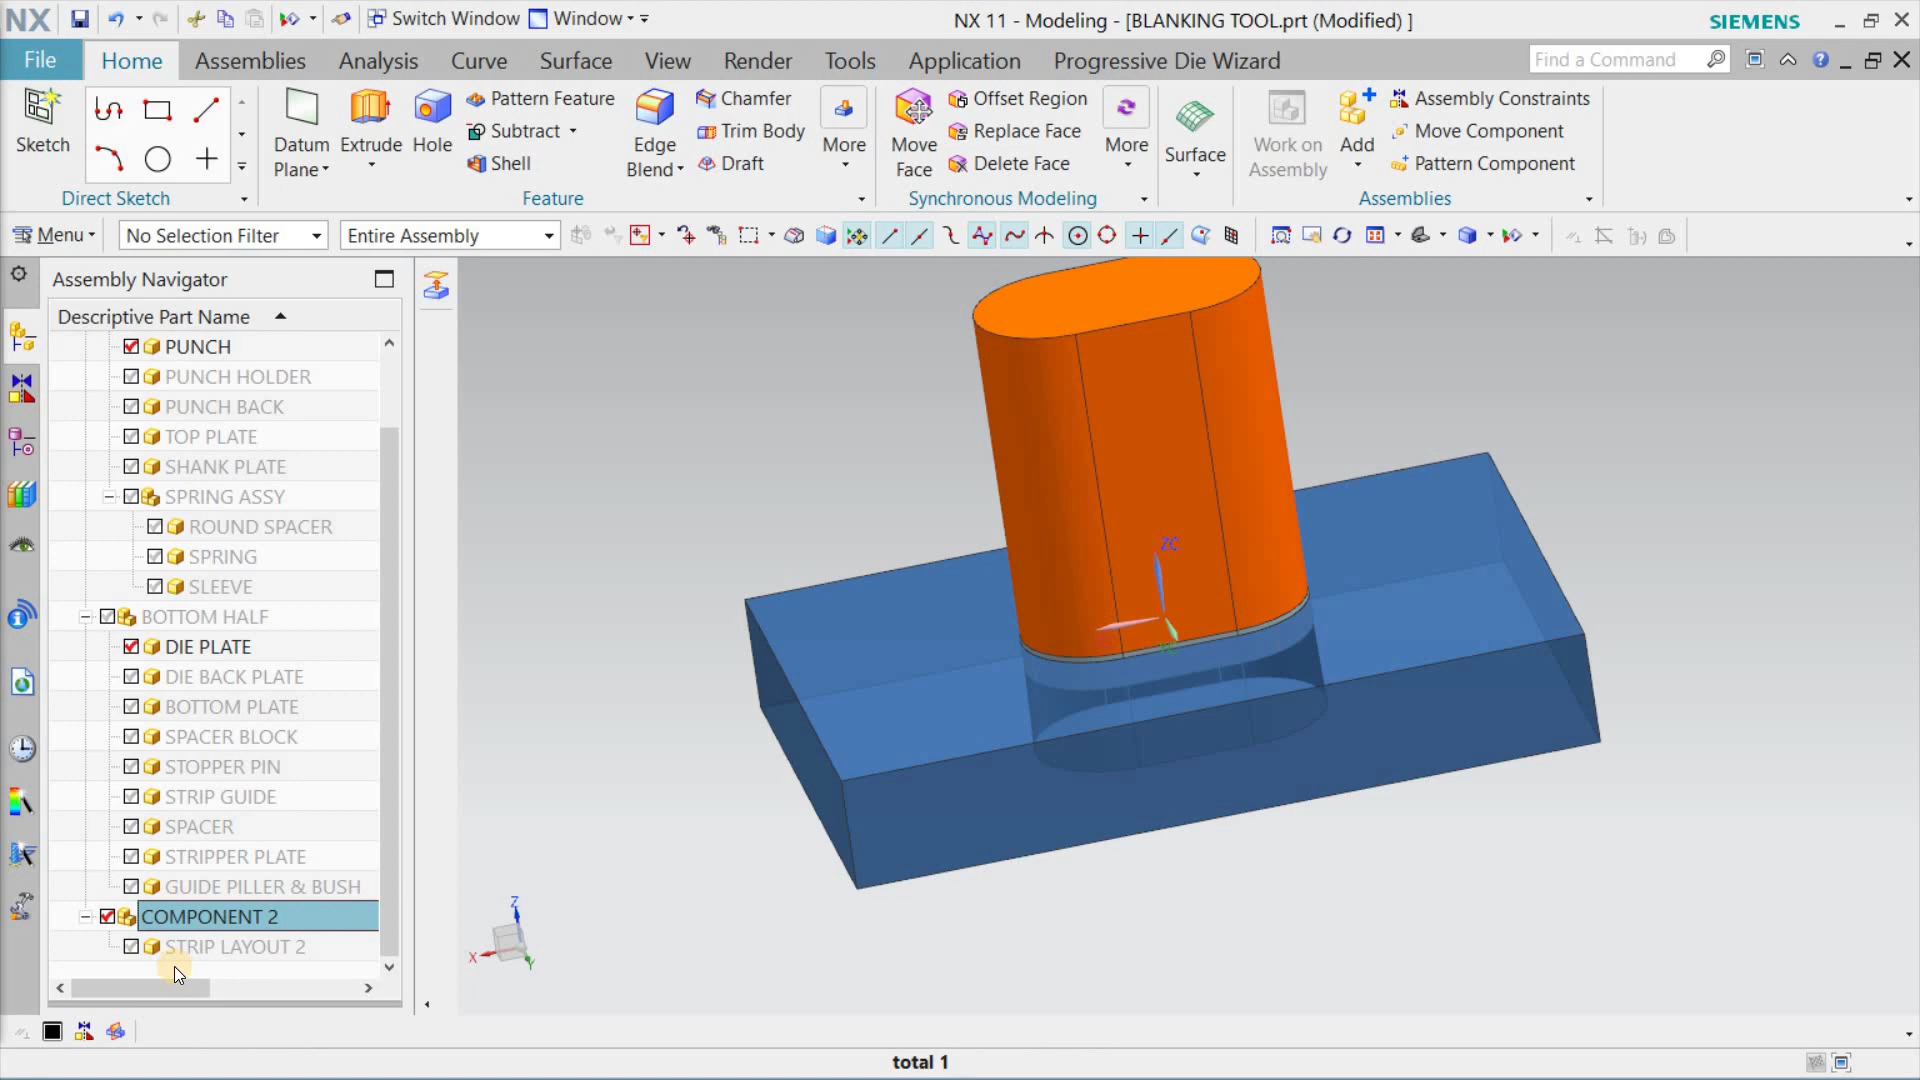 NX
Switch Window
Window
NX 11 - Modeling - [BLANKING TOOL.prt (Modified) ]
SIEMENS
File
Home
Assemblies
Analysis
Curve
Surface
View
Render
Tools
Application
Progressive Die Wizard
Find a Command
Sketch
Datum Plane
Extrude
Hole
Pattern Feature
Subtract
Shell
Edge Blend
Chamfer
Trim Body
Draft
More
Move Face
Offset Region
Replace Face
Delete Face
More
Surface
Work on Assembly
Add
Assembly Constraints
Move Component
Pattern Component
Direct Sketch
Feature
Synchronous Modeling
Assemblies
Menu
No Selection Filter
Entire Assembly
Assembly Navigator
Descriptive Part Name
PUNCH
PUNCH HOLDER
PUNCH BACK
TOP PLATE
SHANK PLATE
SPRING ASSY
ROUND SPACER
SPRING
SLEEVE
BOTTOM HALF
DIE PLATE
DIE BACK PLATE
BOTTOM PLATE
SPACER BLOCK
STOPPER PIN
STRIP GUIDE
SPACER
STRIPPER PLATE
GUIDE PILLER & BUSH
COMPONENT 2
STRIP LAYOUT 2
ZC
Z
X
Y
total 1